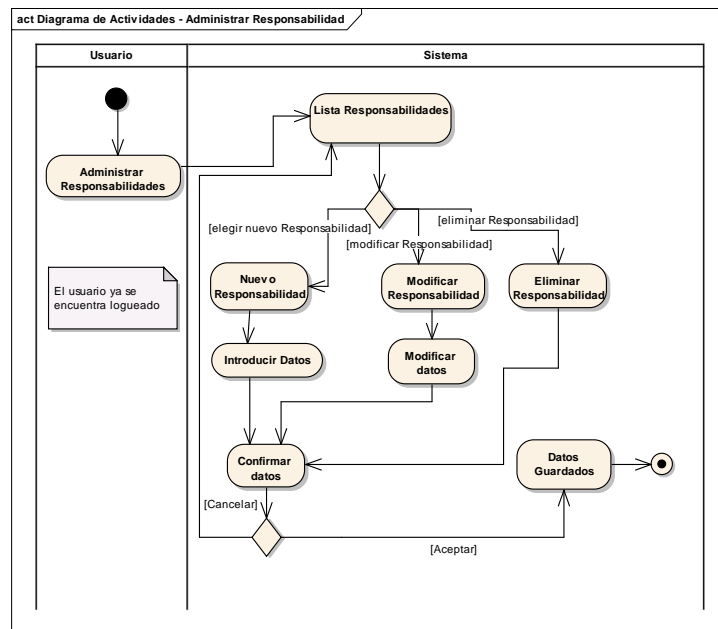 act Diagrama de Actividades - Administrar Responsabilidad
Usuario
Sistema
Lista Responsabilidades
Administrar
Responsabilidades
[elegir nuevo Responsabilidad]
[modificar Responsabilidad]
[eliminar Responsabilidad]
El usuario ya se
encuentra logueado
Nuevo
Responsabilidad
Modificar
Responsabilidad
Eliminar
Responsabilidad
Introducir Datos
Modificar
datos
Confirmar
datos
Datos
Guardados
[Cancelar]
[Aceptar]